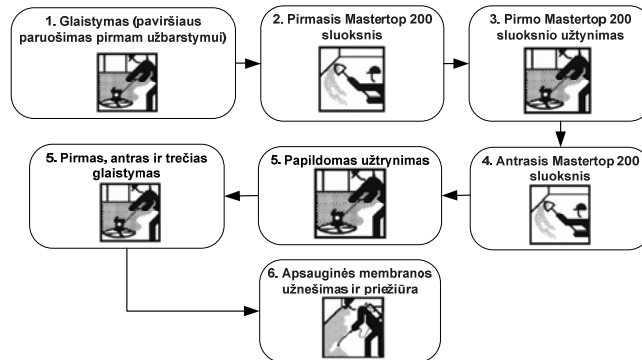 1. Glaistymas (paviršiaus
paruošimas pirmam užbarstymui)
2. Pirmasis Mastertop 200
sluoksnis
3. Pirmo Mastertop 200
sluoksnio užtynimas
4. Antrasis Mastertop 200
sluoksnis
5. Papildomas užtrynimas
5. Pirmas, antras ir trečias
glaistymas
6. Apsauginės membranos
užnešimas ir priežiūra